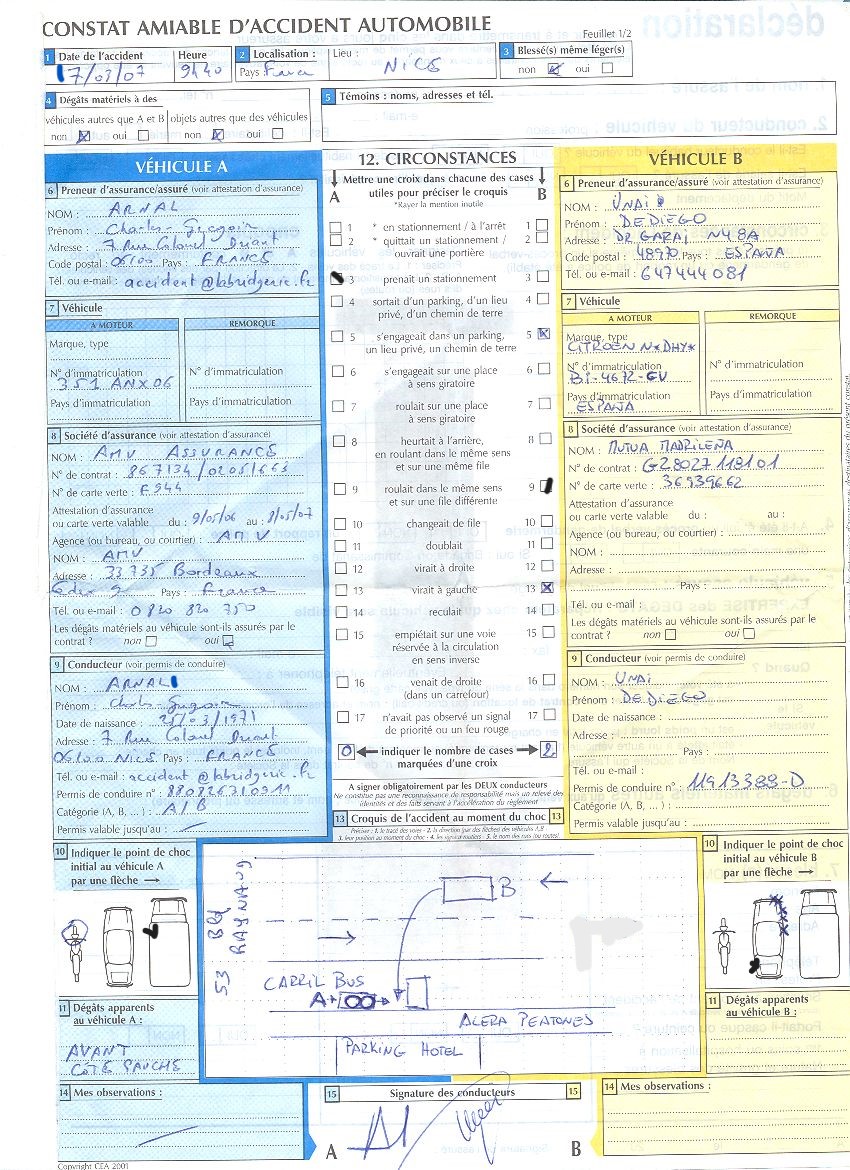 CONSTAT AMIABLE D'ACCIDENT AUTOMOBILE
Feuillet 1/2
1 Date de l'accident Heure
17/03/07 9h40
2 Localisation : Lieu :
Pays : France NICE
3 Blessé(s) même léger(s)
non oui
4 Dégâts matériels à des
véhicules autres que A et B objets autres que des véhicules
non oui non oui
5 Témoins : noms, adresses et tél.
VÉHICULE A
6 Preneur d'assurance/assuré (voir attestation d'assurance)
NOM : ARNAL
Prénom : Charles Gregoire
Adresse : 7 Rue Colonel Driant
Code postal : 06100 Pays : FRANCE
Tél. ou e-mail : accident@labridgerie.fr
7 Véhicule
A MOTEUR REMORQUE
Marque, type
N° d'immatriculation N° d'immatriculation
351 ANX 06
Pays d'immatriculation Pays d'immatriculation
8 Société d'assurance (voir attestation d'assurance)
NOM : AMV ASSURANCE
N° de contrat : 867134/0205/663
N° de carte verte : F944
Attestation d'assurance
ou carte verte valable du : 9/05/06 au : 8/05/07
Agence (ou bureau, ou courtier) : AMV
NOM : AMV
Adresse : 33735 Bordeaux
Cedex 9 Pays : France
Tél. ou e-mail : 0820 820 750
Les dégâts matériels au véhicule sont-ils assurés par le
contrat ? non oui
9 Conducteur (voir permis de conduire)
NOM : ARNAL
Prénom :
Date de naissance : /03/1971
Adresse : 7 Rue Colonel Driant
06100 NICE Pays : FRANCE
Tél. ou e-mail : accident@labridgerie.fr
Permis de conduire n° :
Catégorie (A, B, ...) : A/B
Permis valable jusqu'au :
12. CIRCONSTANCES
Mettre une croix dans chacune des cases
A utiles pour préciser le croquis B
*Rayer la mention inutile
1 * en stationnement / à l'arrêt 1
2 * quittait un stationnement / 2
ouvrait une portière
3 prenait un stationnement 3
4 sortait d'un parking, d'un lieu 4
privé, d'un chemin de terre
5 s'engageait dans un parking, 5
un lieu privé, un chemin de terre
6 s'engageait sur une place 6
à sens giratoire
7 roulait sur une place 7
à sens giratoire
8 heurtait à l'arrière, 8
en roulant dans le même sens
et sur une même file
9 roulait dans le même sens 9
et sur une file différente
10 changeait de file 10
11 doublait 11
12 virait à droite 12
13 virait à gauche 13
14 reculait 14
15 empiétait sur une voie 15
réservée à la circulation
en sens inverse
16 venait de droite 16
(dans un carrefour)
17 n'avait pas observé un signal 17
de priorité ou un feu rouge
0 indiquer le nombre de cases 2
marquées d'une croix
A signer obligatoirement par les DEUX conducteurs
Ne constitue pas une reconnaissance de responsabilité mais un relevé des
identités et des faits servant à l'accélération du règlement
VÉHICULE B
6 Preneur d'assurance/assuré (voir attestation d'assurance)
NOM : UNAI
Prénom : DE DIEGO
Adresse : DR GARAI Nº48A
Code postal : 48970 Pays : ESPAÑA
Tél. ou e-mail : 647444081
7 Véhicule
A MOTEUR REMORQUE
Marque, type
CITROEN N*DHY*
N° d'immatriculation N° d'immatriculation
BI-4672-CV
Pays d'immatriculation Pays d'immatriculation
ESPAÑA
8 Société d'assurance (voir attestation d'assurance)
NOM : MUTUA MADRILEÑA
N° de contrat : G28027118101
N° de carte verte : 36939662
Attestation d'assurance
ou carte verte valable du : au :
Agence (ou bureau, ou courtier) :
NOM :
Adresse :
Pays :
Tél. ou e-mail :
Les dégâts matériels au véhicule sont-ils assurés par le
contrat ? non oui
9 Conducteur (voir permis de conduire)
NOM : UNAI
Prénom : DE DIEGO
Date de naissance :
Adresse :
Pays :
Tél. ou e-mail :
Permis de conduire n° : 11913389-D
Catégorie (A, B, ...) :
Permis valable jusqu'au :
13 Croquis de l'accident au moment du choc 13
Préciser : 1. le tracé des voies - 2. la direction (par des flèches) des véhicules A,B
3. leur position au moment du choc - 4. les signaux routiers - 5. le nom des rues (ou routes)
53 Bd RAYNAUD
B
CARRIL BUS
A
ACERA PEATONES
PARKING HOTEL
10 Indiquer le point de choc
initial au véhicule A
par une flèche
11 Dégâts apparents
au véhicule A :
AVANT
CÔTÉ GAUCHE
14 Mes observations :
10 Indiquer le point de choc
initial au véhicule B
par une flèche
11 Dégâts apparents
au véhicule B :
14 Mes observations :
15 Signature des conducteurs 15
A B
Copyright CEA 2001